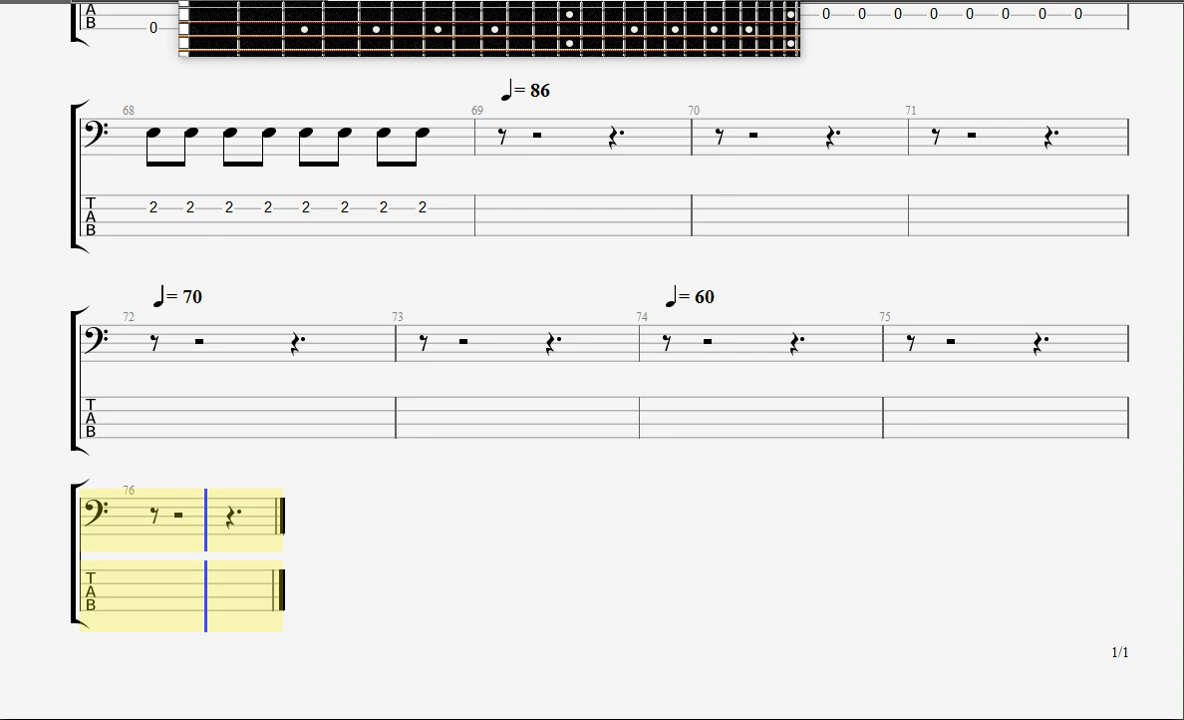 A
B 0 0 0 0 0 0 0 0 0
♩= 86
68 69 70 71
T
A
B
2 2 2 2 2 2 2 2
♩= 70 ♩= 60
72 73 74 75
T
A
B
76
T
A
B
1/1